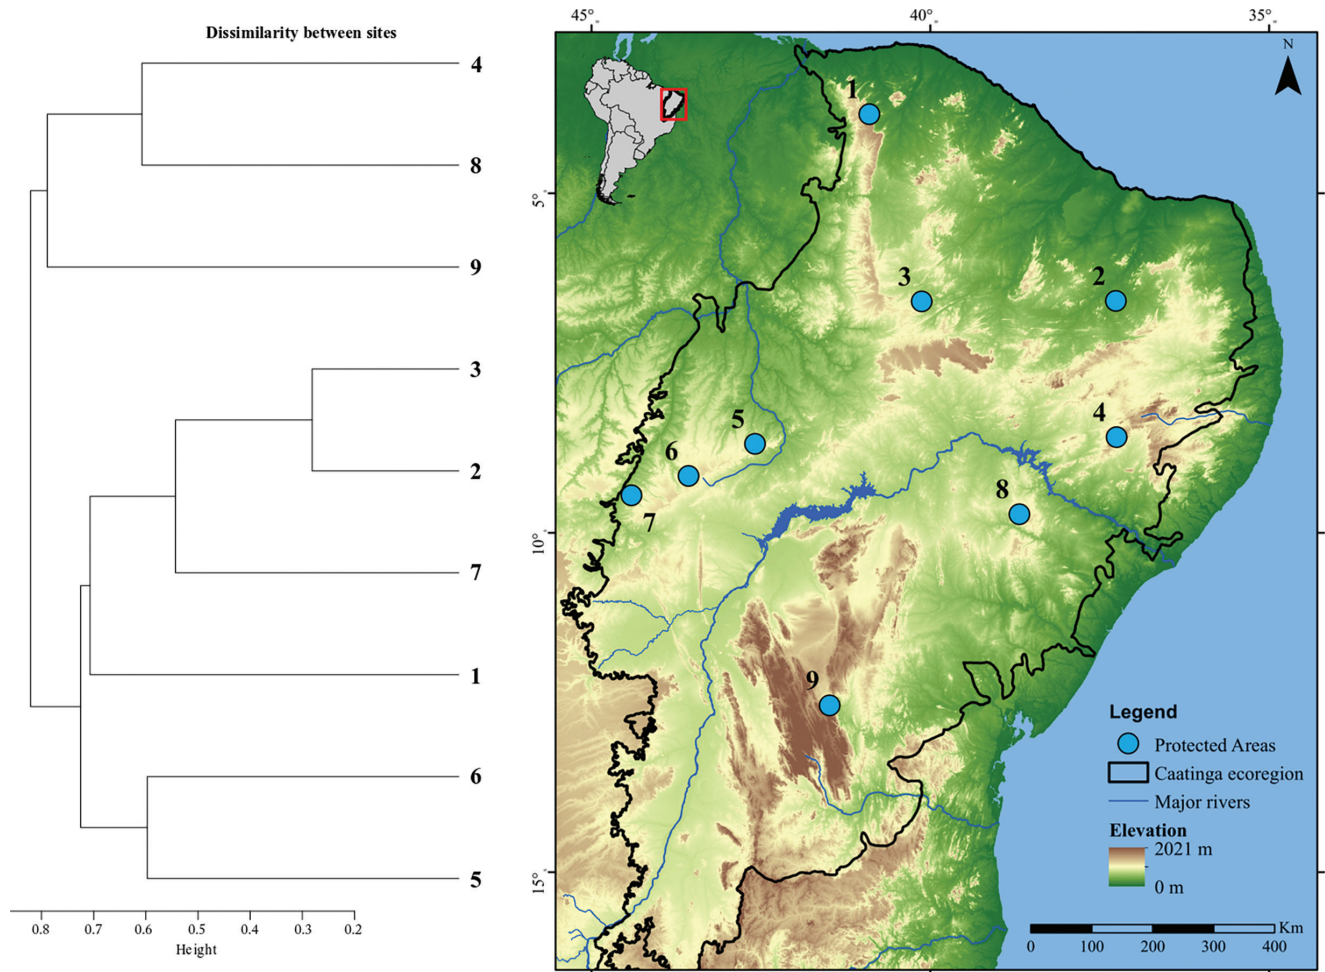 Dissimilarity between sites
4
8
9
3
2
7
1
6
5
0.8 0.7 0.6 0.5 0.4 0.3 0.2
Height
45° 40° 35°
N
5°
10°
15°
1
3
2
5
4
6
8
7
9
Legend
Protected Areas
Caatinga ecoregion
Major rivers
Elevation
2021 m
0 m
Km
0 100 200 300 400